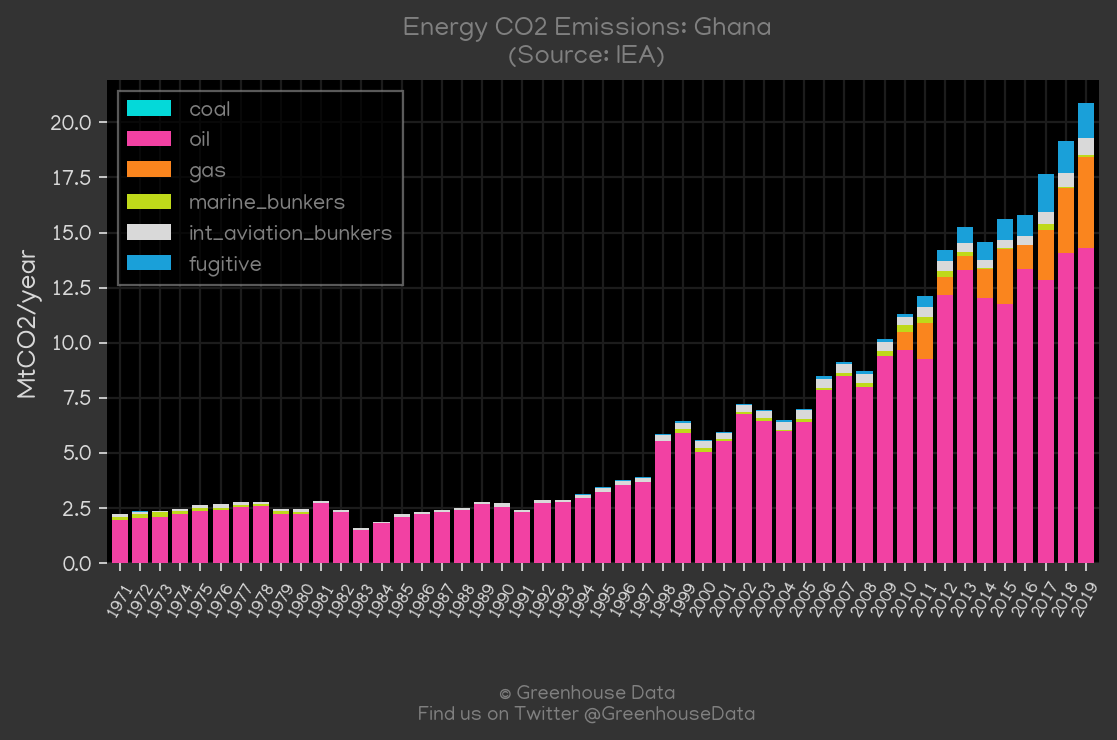 Energy CO2 Emissions: Ghana
(Source: IEA)
coal
oil
gas
marine_bunkers
int_aviation_bunkers
fugitive
MtCO2/year
20.0
17.5
15.0
12.5
10.0
7.5
5.0
2.5
0.0
1971 1972 1973 1974 1975 1976 1977 1978 1979 1980 1981 1982 1983 1984 1985 1986 1987 1988 1989 1990 1991 1992 1993 1994 1995 1996 1997 1998 1999 2000 2001 2002 2003 2004 2005 2006 2007 2008 2009 2010 2011 2012 2013 2014 2015 2016 2017 2018 2019
© Greenhouse Data
Find us on Twitter @GreenhouseData